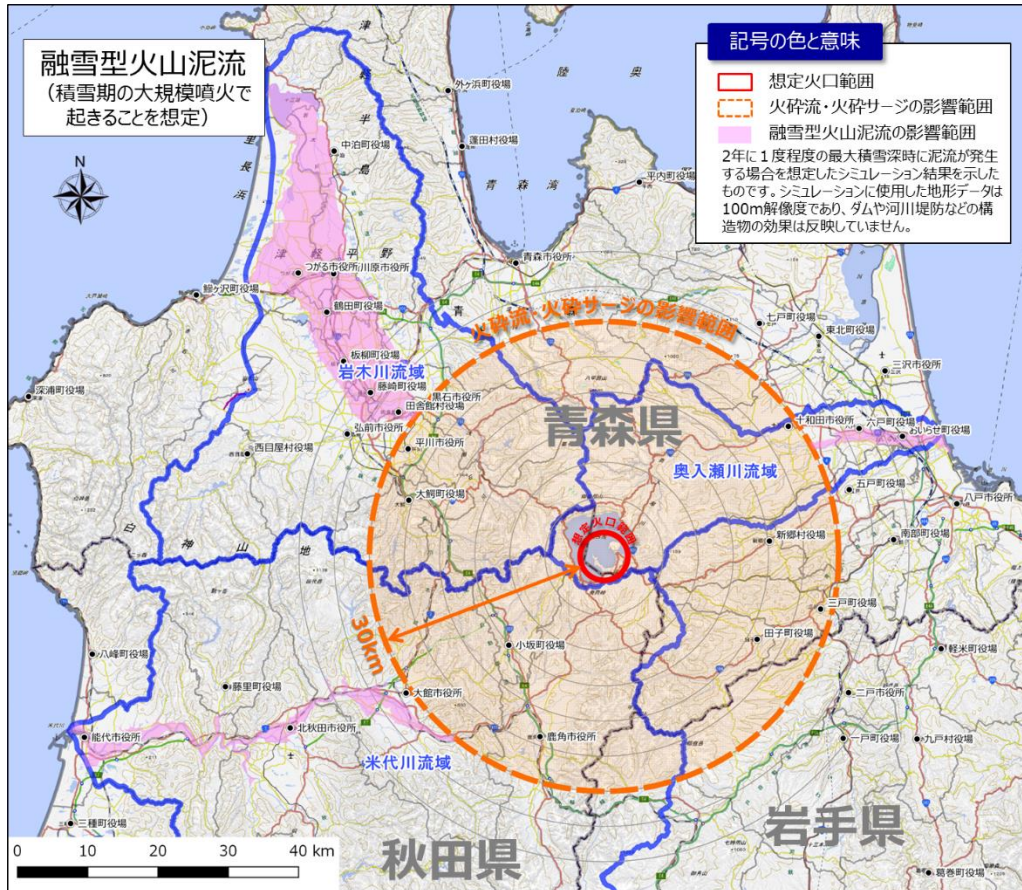 融雪型火山泥流
（積雪期の大規模噴火で
起きることを想定）
記号の色と意味
想定火口範囲
火砕流・火砕サージの影響範囲
融雪型火山泥流の影響範囲
2年に１度程度の最大積雪深時に泥流が発生
する場合を想定したシミュレーション結果を示した
ものです。シミュレーションに使用した地形データは
100m解像度であり、ダムや河川堤防などの構
造物の効果は反映していません。
N
津
軽
半
島
陸
奥
外ヶ浜町役場
中泊町役場
蓬田村役場
青
森
湾
平内町役場
里
長
浜
津
軽
平
野
青森市役所
つがる市役所
川原市役所
鰺ヶ沢町役場
鶴田町役場
七戸町役場
東北町役場
火砕流・火砕サージの影響範囲
板柳町役場
岩木川流域
三沢市役所
深浦町役場
藤崎町役場
黒石市役所
田舎館村役場
青森県
十和田市役所
六戸町役場
おいらせ町役場
弘前市役所
西目屋村役場
平川市役所
奥入瀬川流域
大鰐町役場
五戸町役場
八戸市役所
想定火口範囲
新郷村役場
南部町役場
白
神
山
地
30km
三戸町役場
田子町役場
小坂町役場
軽米町役場
八峰町役場
藤里町役場
大館市役所
二戸市役所
能代市役所
北秋田市役所
鹿角市役所
一戸町役場
九戸村役場
米代川
米代川流域
三種町役場
秋田県
岩手県
葛巻町役場
0 10 20 30 40 km